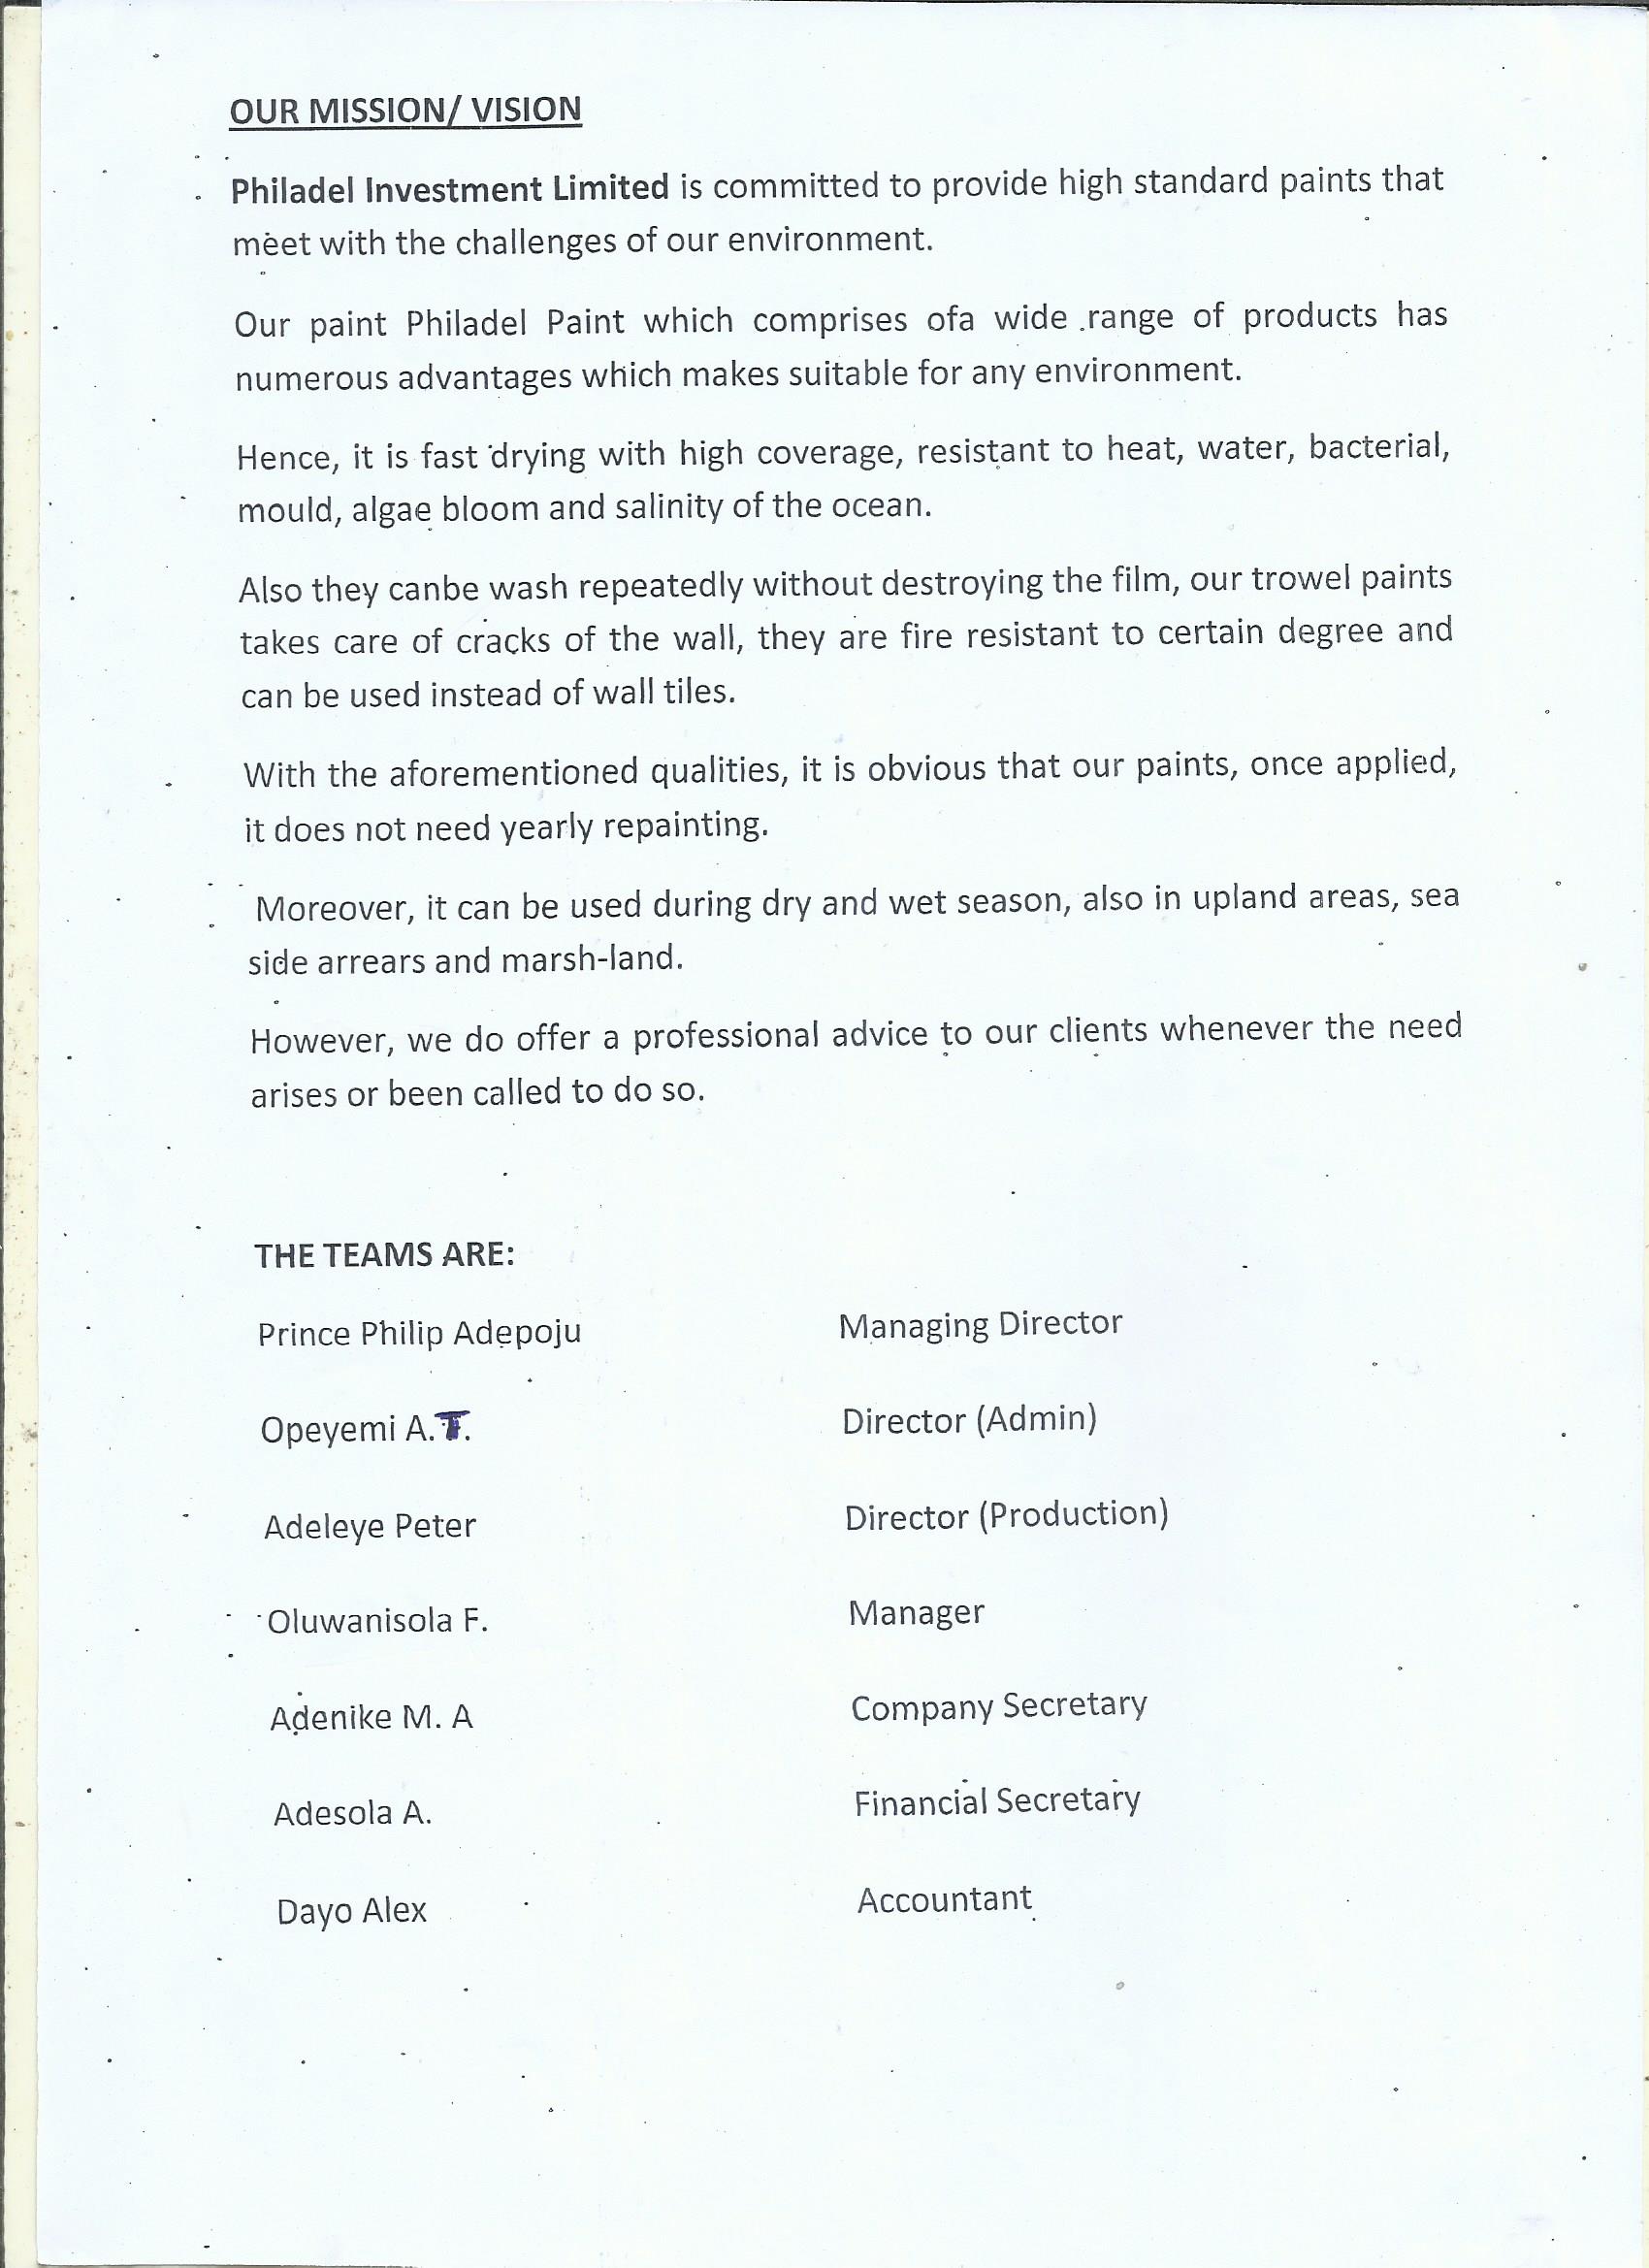 OUR MISSION/ VISION
Philadel Investment Limited is committed to provide high standard paints that
meet with the challenges of our environment.
Our paint Philadel Paint which comprises ofa wide range of products has
numerous advantages which makes suitable for any environment.
Hence, it is fast drying with high coverage, resistant to heat, water, bacterial,
mould, algae bloom and salinity of the ocean.
Also they canbe wash repeatedly without destroying the film, our trowel paints
takes care of cracks of the wall, they are fire resistant to certain degree and
can be used instead of wall tiles.
With the aforementioned qualities, it is obvious that our paints, once applied,
it does not need yearly repainting.
Moreover, it can be used during dry and wet season, also in upland areas, sea
side arrears and marsh-land.
However, we do offer a professional advice to our clients whenever the need
arises or been called to do so.
THE TEAMS ARE:
Prince Philip Adepoju Managing Director
Opeyemi A.T. Director (Admin)
Adeleye Peter Director (Production)
Oluwanisola F. Manager
Adenike M. A Company Secretary
Adesola A. Financial Secretary
Dayo Alex Accountant